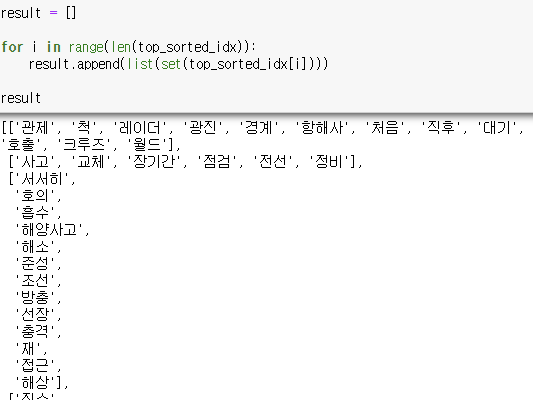 result = []
for i in range(len(top_sorted_idx)):
    result.append(list(set(top_sorted_idx[i])))
result
[['관제', '척', '레이더', '광진', '경계', '항해사', '처음', '직후', '대기',
'호출', '크루즈', '월드'],
['사고', '교체', '장기간', '점검', '전선', '정비'],
['서서히',
'호의',
'흡수',
'해양사고',
'해소',
'준성',
'조선',
'방충',
'선장',
'충격',
'재',
'접근',
'해상'],